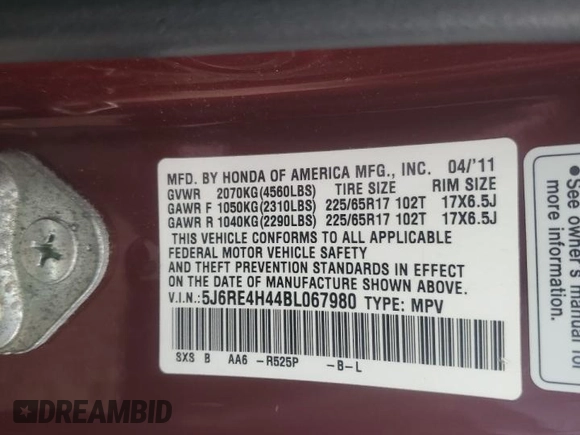 MFD. BY HONDA OF AMERICA MFG., INC. 04/'11
GVWR 2070KG(4560LBS) TIRE SIZE RIM SIZE
GAWR F 1050KG(2310LBS) 225/65R17 102T 17X6.5J
GAWR R 1040KG(2290LBS) 225/65R17 102T 17X6.5J
THIS VEHICLE CONFORMS TO ALL APPLICABLE
FEDERAL MOTOR VEHICLE SAFETY
AND THEFT PREVENTION STANDARDS IN EFFECT
ON THE DATE OF MANUFACTURE SHOWN ABOVE.
V.I.N.: 5J6RE4H44BL067980 TYPE: MPV
SXS B AA6 -R525P -B-L
See owner's manual for
more information.
DREAMBID